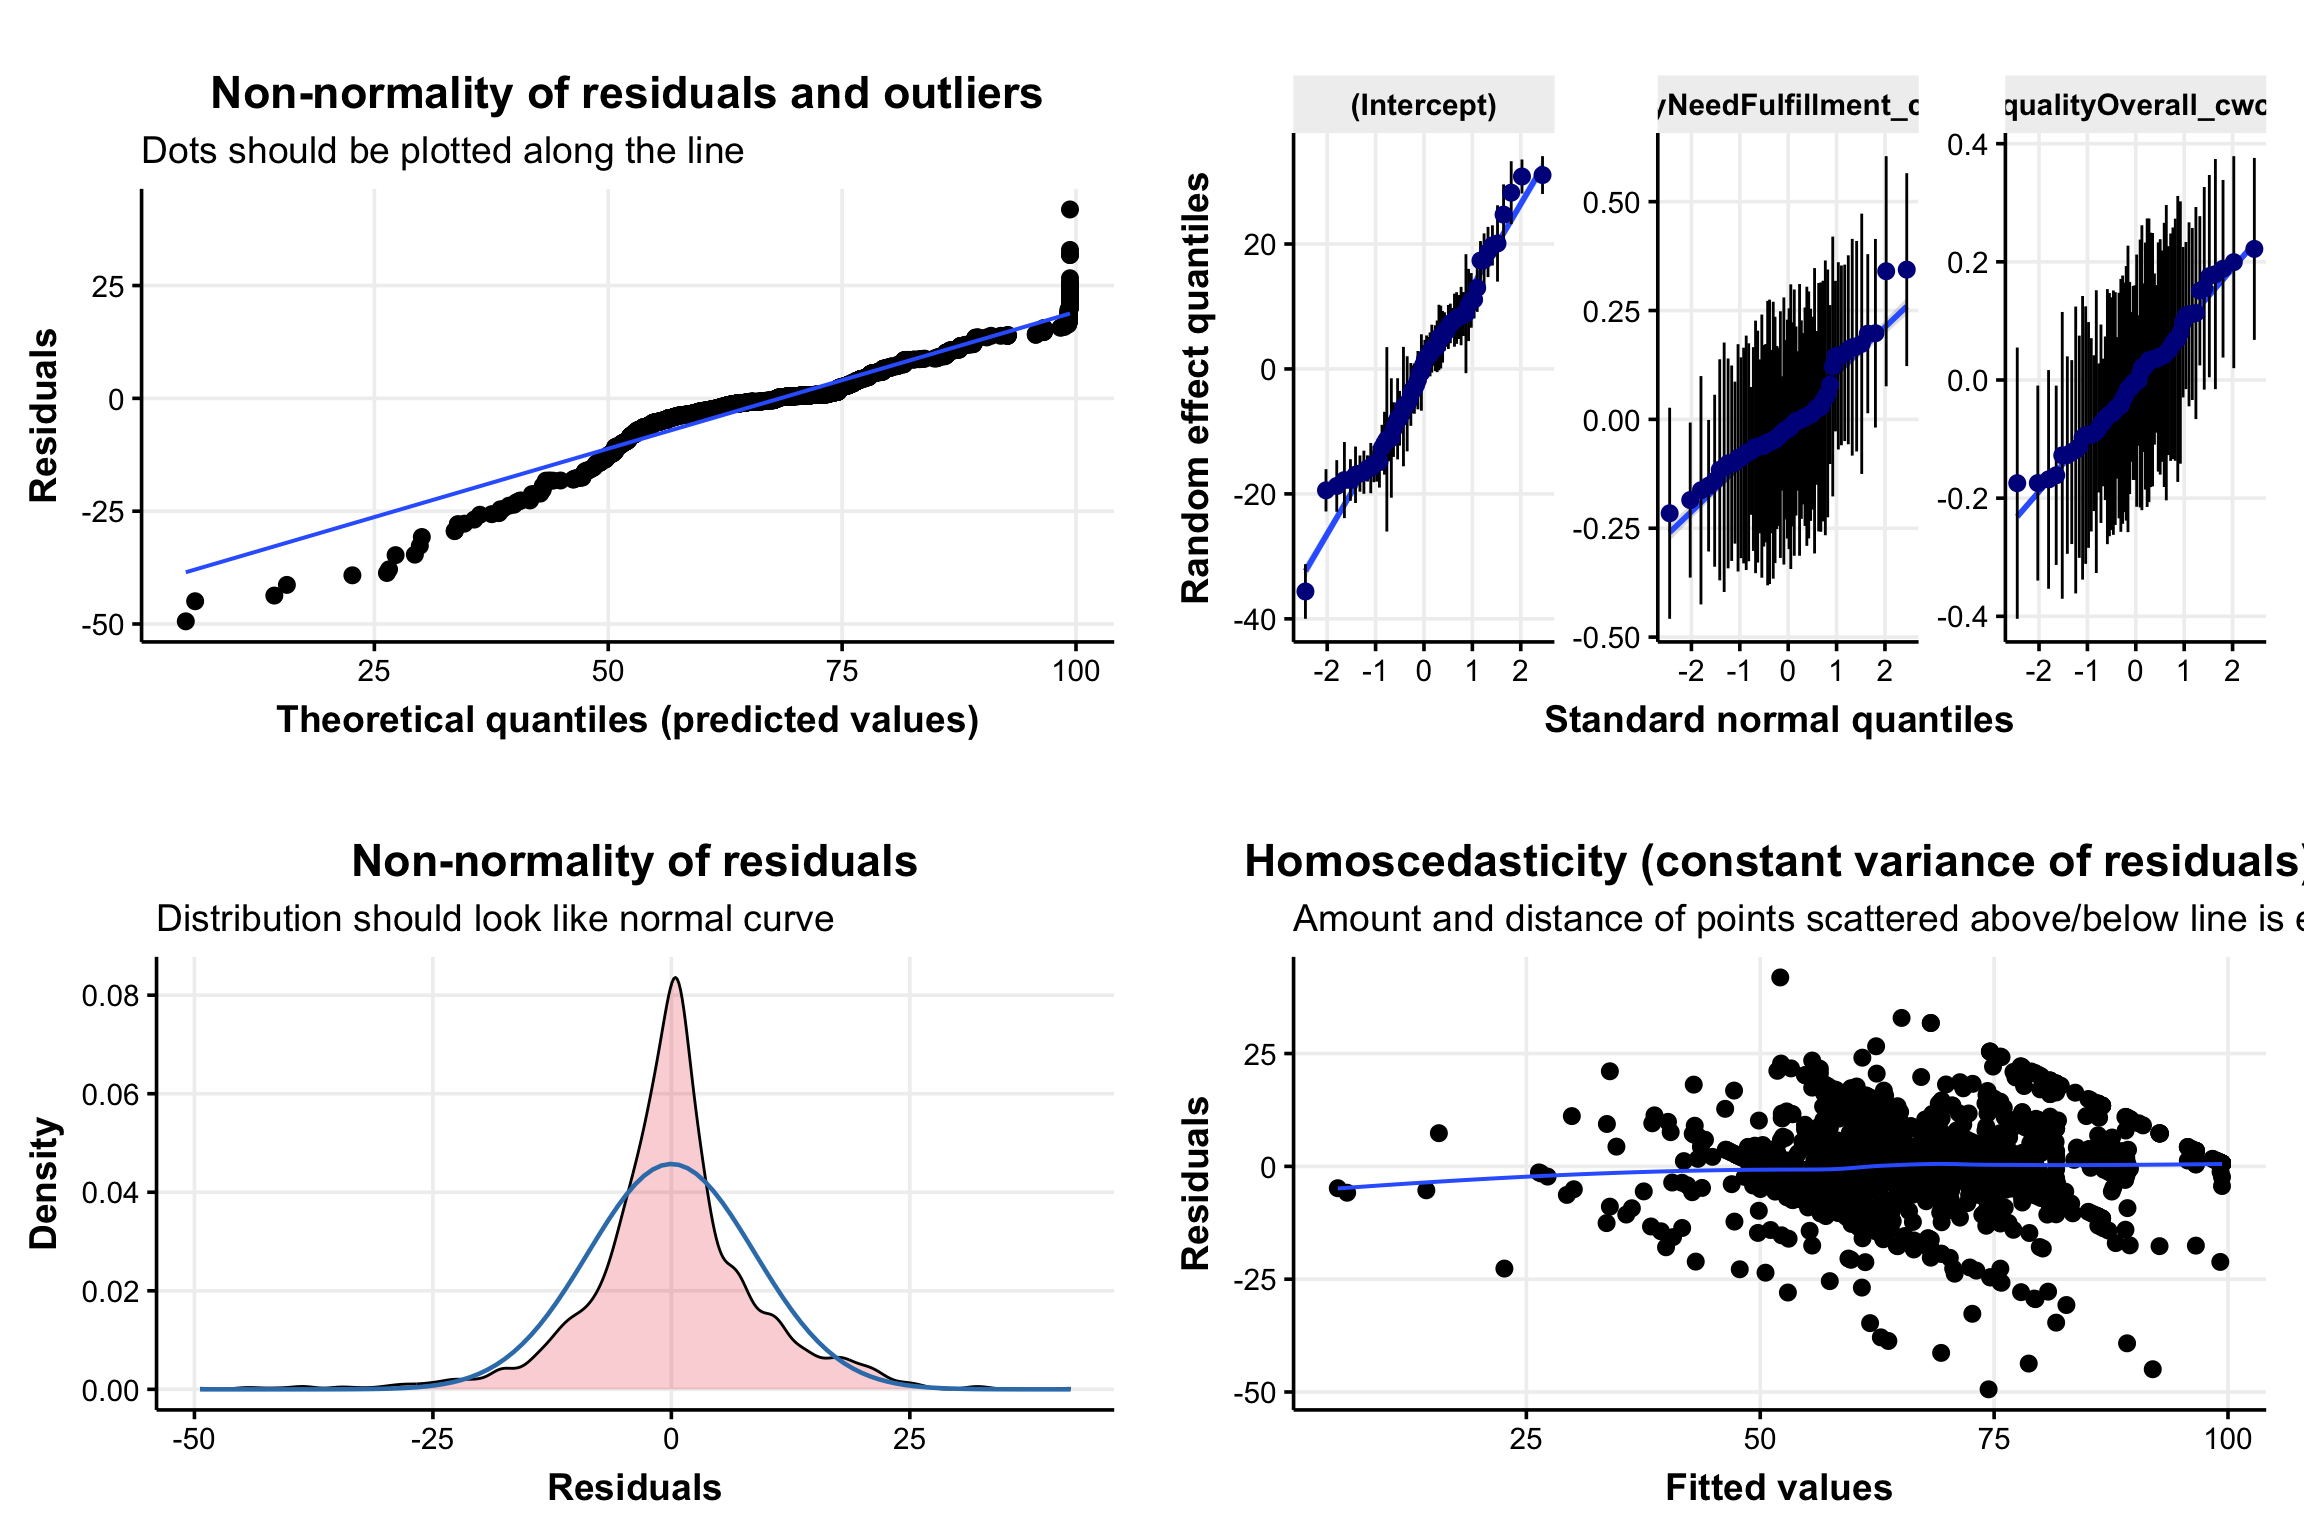 Non-normality of residuals and outliers
Dots should be plotted along the line
Residuals
25
0
-25
-50
25 50 75 100
Theoretical quantiles (predicted values)
(Intercept) yNeedFulfillment_c qualityOverall_cwc
Random effect quantiles
20
0
-20
-40
0.50
0.25
0.00
-0.25
-0.50
0.4
0.2
0.0
-0.2
-0.4
-2 -1 0 1 2 -2 -1 0 1 2 -2 -1 0 1 2
Standard normal quantiles
Non-normality of residuals
Distribution should look like normal curve
Density
0.08
0.06
0.04
0.02
0.00
-50 -25 0 25
Residuals
Homoscedasticity (constant variance of residuals)
Amount and distance of points scattered above/below line is e
Residuals
25
0
-25
-50
25 50 75 100
Fitted values